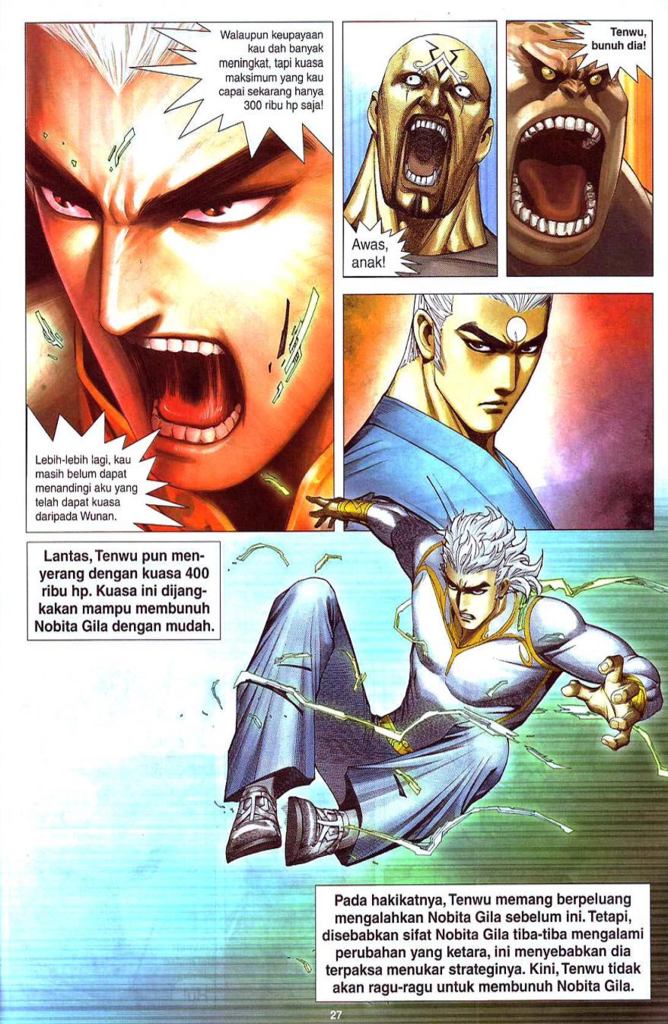 Walaupun keupayaan
kau dah banyak
meningkat, tapi kuasa
maksimum yang kau
capai sekarang hanya
300 ribu hp saja!
Lebih-lebih lagi, kau
masih belum dapat
menandingi aku yang
telah dapat kuasa
daripada Wunan.
Awas,
anak!
Tenwu,
bunuh dia!
Lantas, Tenwu pun men-
yerang dengan kuasa 400
ribu hp. Kuasa ini dijang-
kakan mampu membunuh
Nobita Gila dengan mudah.
Pada hakikatnya, Tenwu memang berpeluang
mengalahkan Nobita Gila sebelum ini. Tetapi,
disebabkan sifat Nobita Gila tiba-tiba mengalami
perubahan yang ketara, ini menyebabkan dia
terpaksa menukar strateginya. Kini, Tenwu tidak
akan ragu-ragu untuk membunuh Nobita Gila.
27